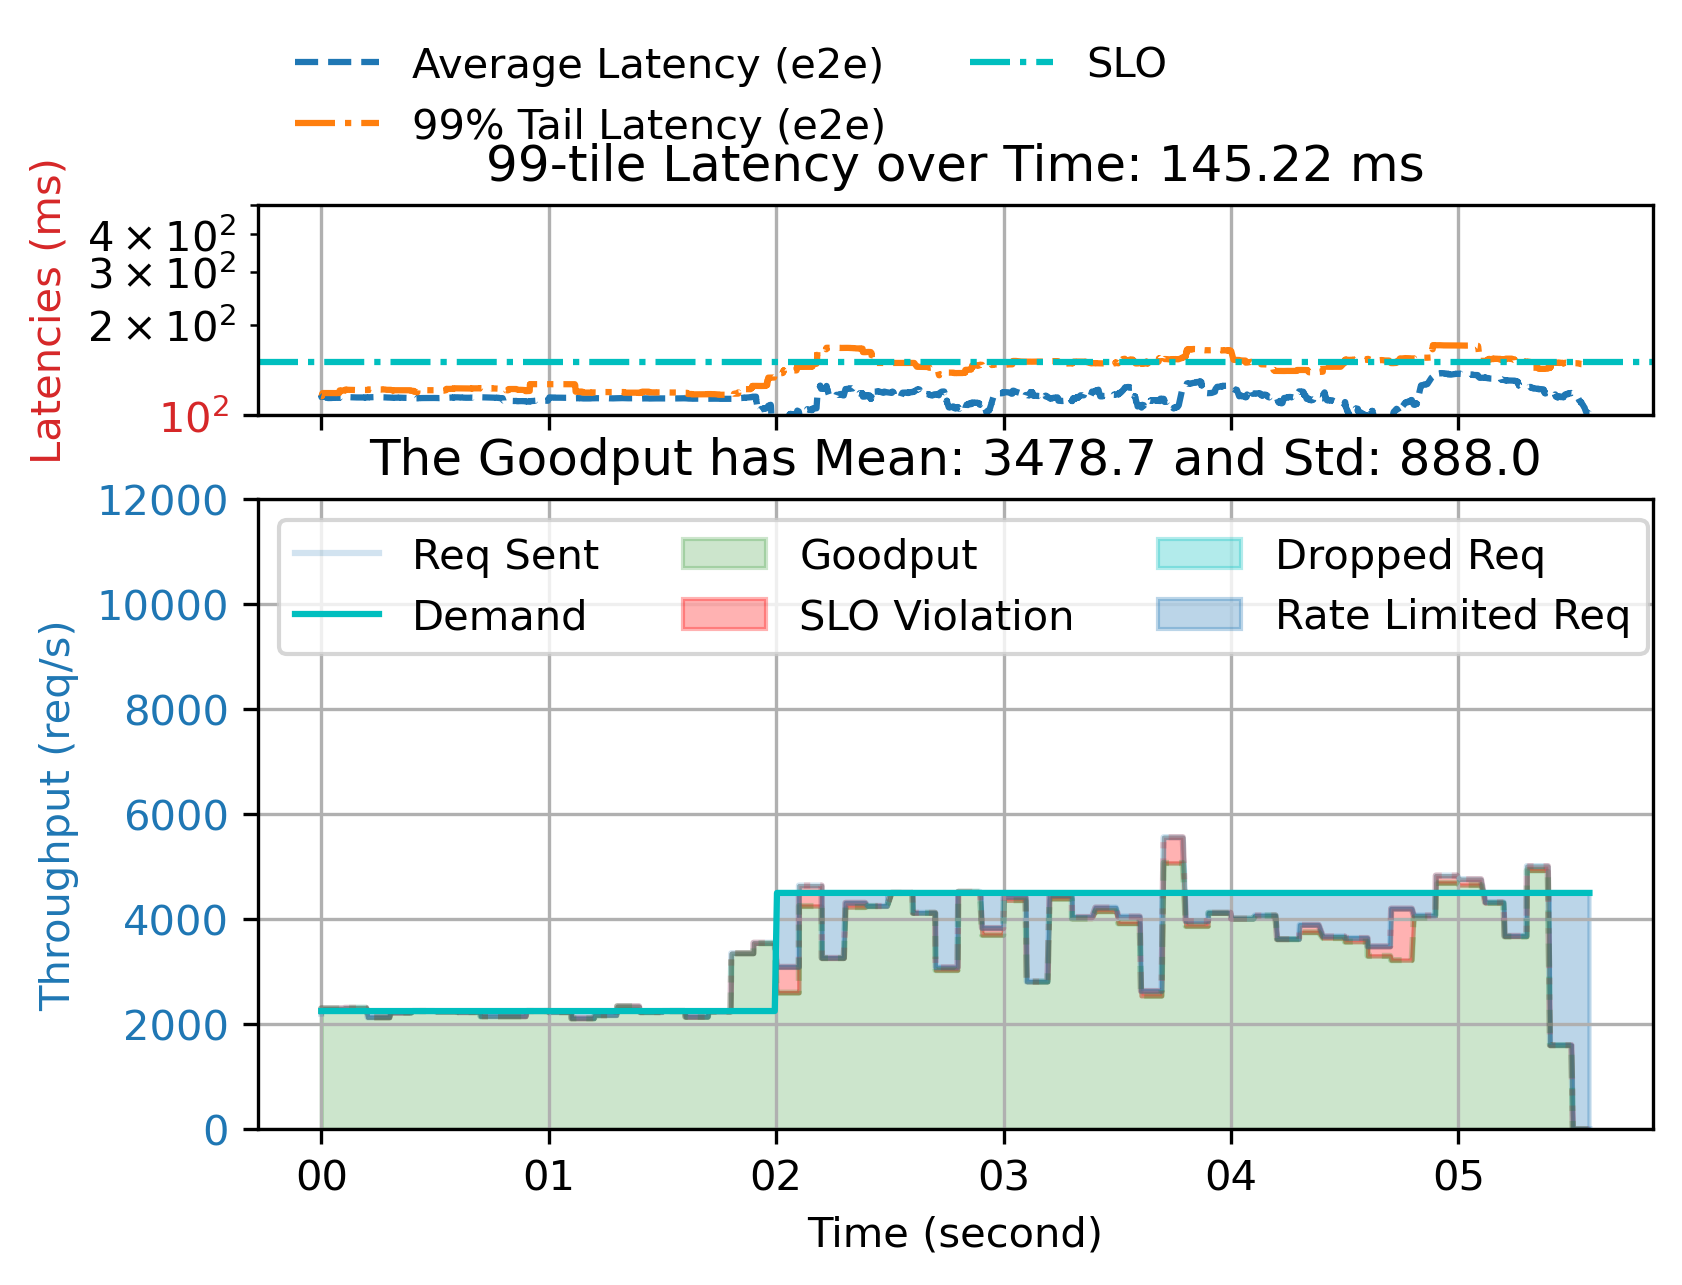 Average Latency (e2e)
SLO
99% Tail Latency (e2e)
99-tile Latency over Time: 145.22 ms
Latencies (ms)
4 × 10²
3 × 10²
2 × 10²
10²
The Goodput has Mean: 3478.7 and Std: 888.0
Throughput (req/s)
12000
10000
8000
6000
4000
2000
0
Req Sent
Goodput
Dropped Req
Demand
SLO Violation
Rate Limited Req
00 01 02 03 04 05
Time (second)